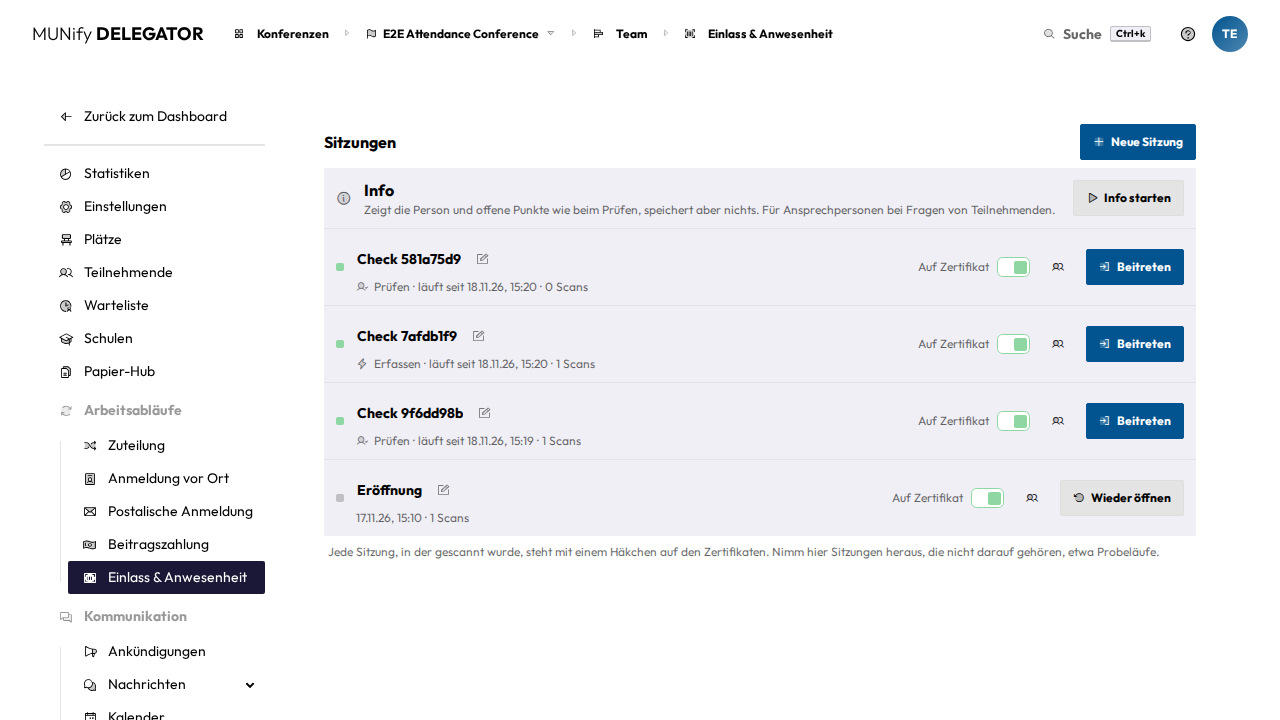 MUNify DELEGATOR
Konferenzen
E2E Attendance Conference
Team
Einlass & Anwesenheit
Suche
Ctrl+k
TE
Zurück zum Dashboard
Statistiken
Einstellungen
Plätze
Teilnehmende
Warteliste
Schulen
Papier-Hub
Arbeitsabläufe
Zuteilung
Anmeldung vor Ort
Postalische Anmeldung
Beitragszahlung
Einlass & Anwesenheit
Kommunikation
Ankündigungen
Nachrichten
Kalender
Sitzungen
Neue Sitzung
Info
Zeigt die Person und offene Punkte wie beim Prüfen, speichert aber nichts. Für Ansprechpersonen bei Fragen von Teilnehmenden.
Info starten
Check 581a75d9
Prüfen · läuft seit 18.11.26, 15:20 · 0 Scans
Auf Zertifikat
Beitreten
Check 7afdb1f9
Erfassen · läuft seit 18.11.26, 15:20 · 1 Scans
Auf Zertifikat
Beitreten
Check 9f6dd98b
Prüfen · läuft seit 18.11.26, 15:19 · 1 Scans
Auf Zertifikat
Beitreten
Eröffnung
17.11.26, 15:10 · 1 Scans
Auf Zertifikat
Wieder öffnen
Jede Sitzung, in der gescannt wurde, steht mit einem Häkchen auf den Zertifikaten. Nimm hier Sitzungen heraus, die nicht darauf gehören, etwa Probeläufe.